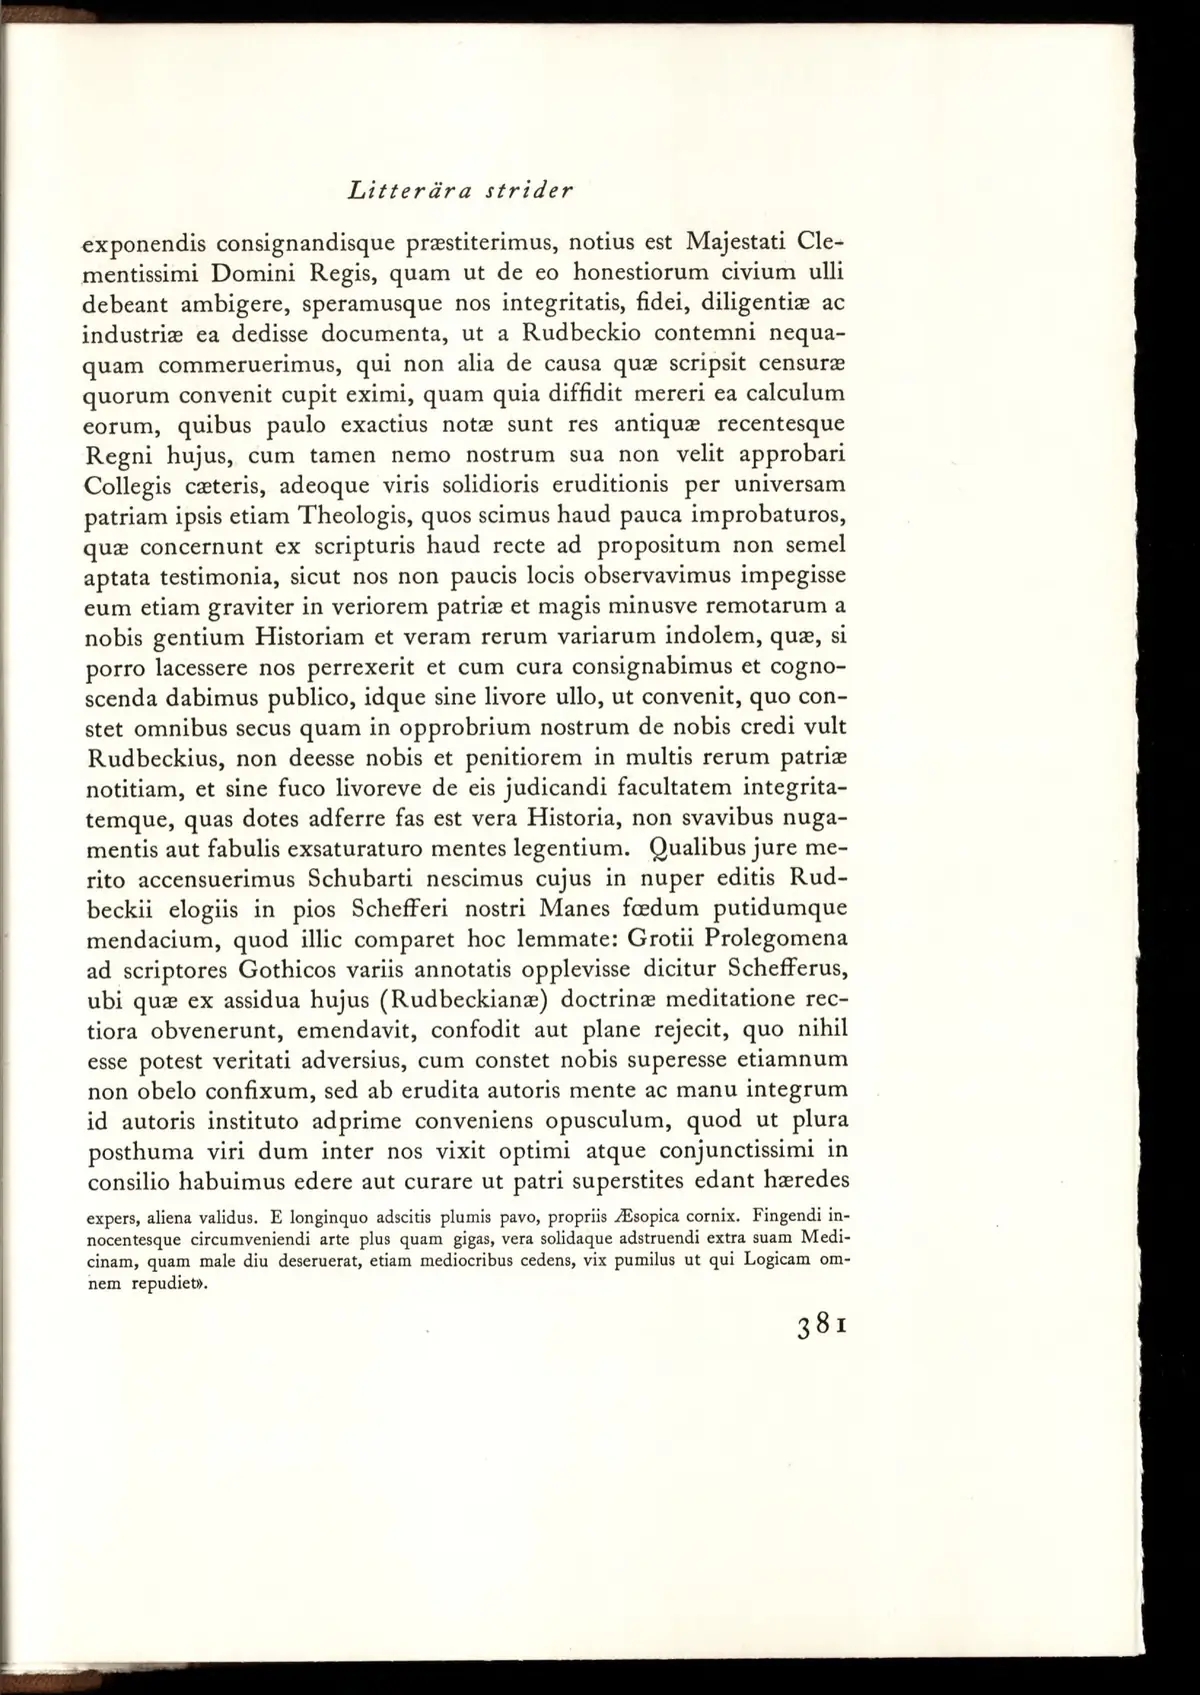 Litterära strider
exponendis consignandisque præstiterimus, notius est Majestati Cle-
mentissimi Domini Regis, quam ut de eo honestiorum civium ulli
debeant ambigere, speramusque nos integritatis, fidei, diligentiæ ac
industriæ ea dedisse documenta, ut a Rudbeckio contemni nequa-
quam commeruerimus, qui non alia de causa quæ scripsit censuræ
quorum convenit cupit eximi, quam quia diffidit mereri ea calculum
eorum, quibus paulo exactius notæ sunt res antiquæ recentesque
Regni hujus, cum tamen nemo nostrum sua non velit approbari
Collegis cæteris, adeoque viris solidioris eruditionis per universam
patriam ipsis etiam Theologis, quos scimus haud pauca improbaturos,
quæ concernunt ex scripturis haud recte ad propositum non semel
aptata testimonia, sicut nos non paucis locis observavimus impegisse
eum etiam graviter in veriorem patriæ et magis minusve remotarum a
nobis gentium Historiam et veram rerum variarum indolem, quæ, si
porro lacessere nos perrexerit et cum cura consignabimus et cogno-
scenda dabimus publico, idque sine livore ullo, ut convenit, quo con-
stet omnibus secus quam in opprobrium nostrum de nobis credi vult
Rudbeckius, non deesse nobis et penitiorem in multis rerum patriæ
notitiam, et sine fuco livoreve de eis judicandi facultatem integrita-
temque, quas dotes adferre fas est vera Historia, non svavibus nuga-
mentis aut fabulis exsaturaturo mentes legentium. Qualibus jure me-
rito accensuerimus Schubarti nescimus cujus in nuper editis Rud-
beckii elogiis in pios Schefferi nostri Manes fœdum putidumque
mendacium, quod illic comparet hoc lemmate: Grotii Prolegomena
ad scriptores Gothicos variis annotatis opplevisse dicitur Schefferus,
ubi quæ ex assidua hujus (Rudbeckianæ) doctrinæ meditatione rec-
tiora obvenerunt, emendavit, confodit aut plane rejecit, quo nihil
esse potest veritati adversius, cum constet nobis superesse etiamnum
non obelo confixum, sed ab erudita autoris mente ac manu integrum
id autoris instituto adprime conveniens opusculum, quod ut plura
posthuma viri dum inter nos vixit optimi atque conjunctissimi in
consilio habuimus edere aut curare ut patri superstites edant hæredes
expers, aliena validus. E longinquo adscitis plumis pavo, propriis Æsopica cornix. Fingendi in-
nocentesque circumveniendi arte plus quam gigas, vera solidaque adstruendi extra suam Medi-
cinam, quam male diu deseruerat, etiam mediocribus cedens, vix pumilus ut qui Logicam om-
nem repudiet».
381